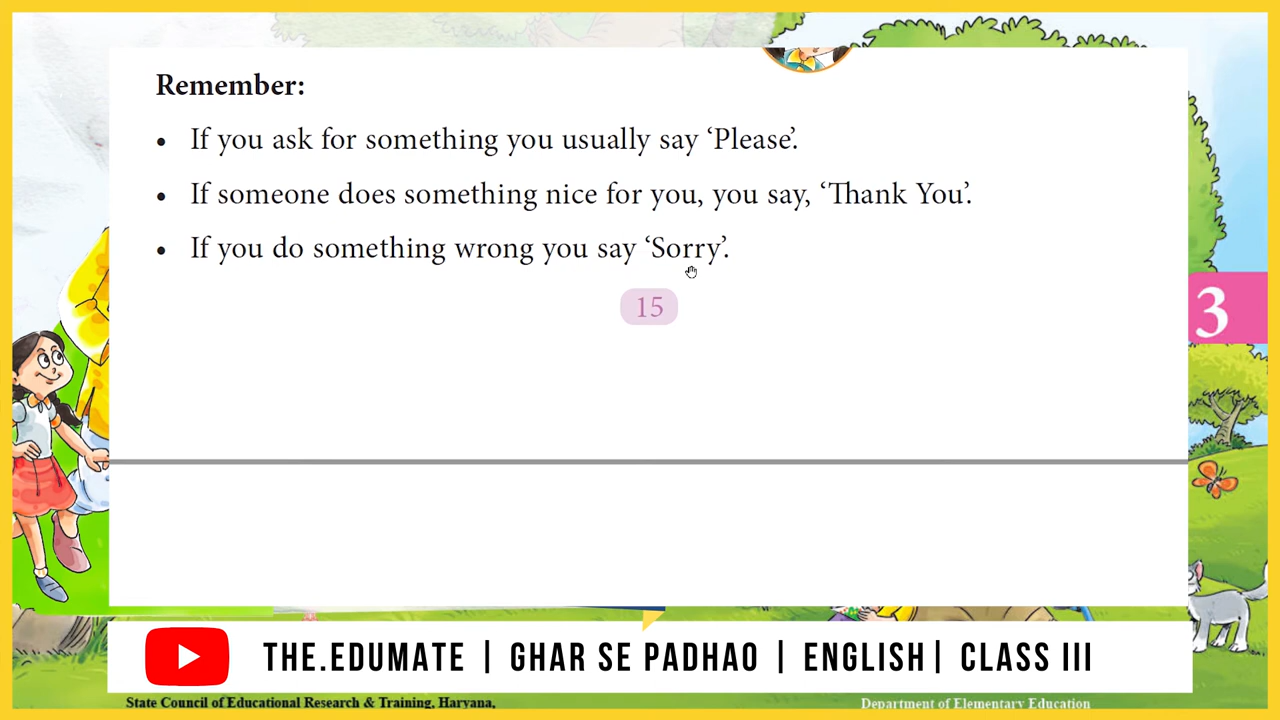 Remember:
• If you ask for something you usually say ‘Please’.
• If someone does something nice for you, you say, ‘Thank You’.
• If you do something wrong you say ‘Sorry’.
15
3
THE.EDUMATE | GHAR SE PADHAO | ENGLISH| CLASS III
State Council of Educational Research & Training, Haryana,
Department of Elementary Education